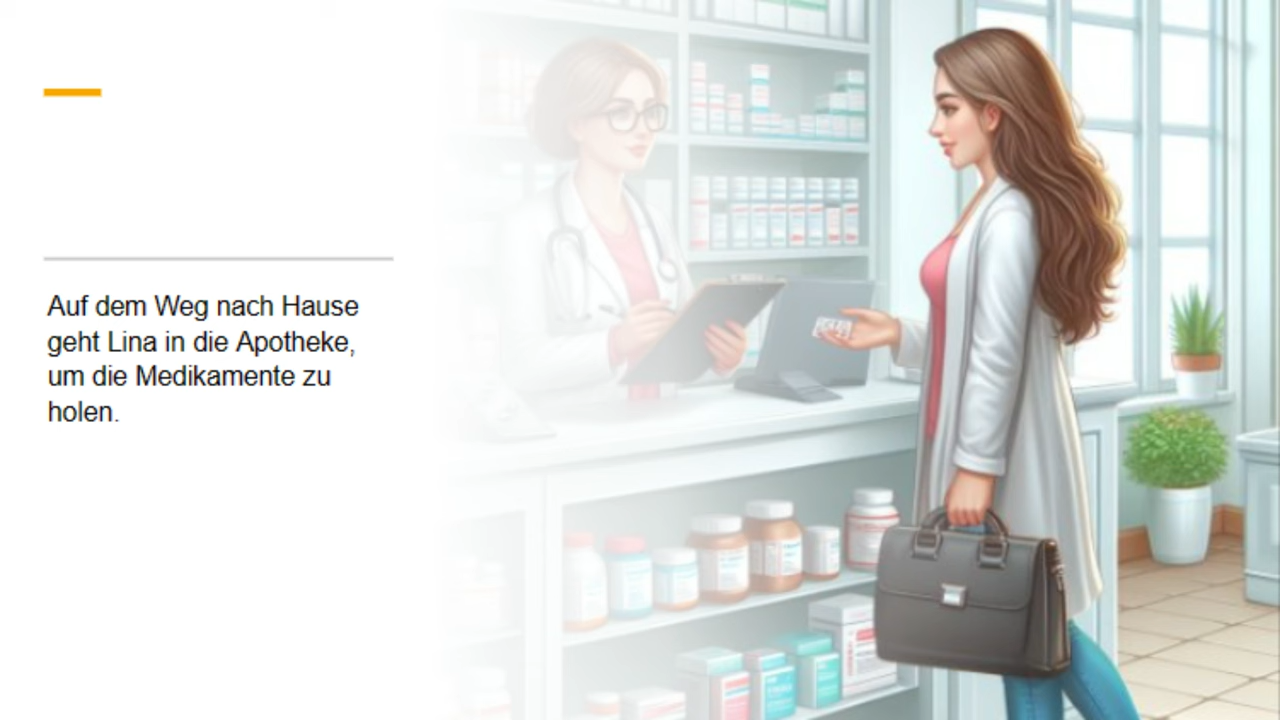 Auf dem Weg nach Hause
geht Lina in die Apotheke,
um die Medikamente zu
holen.